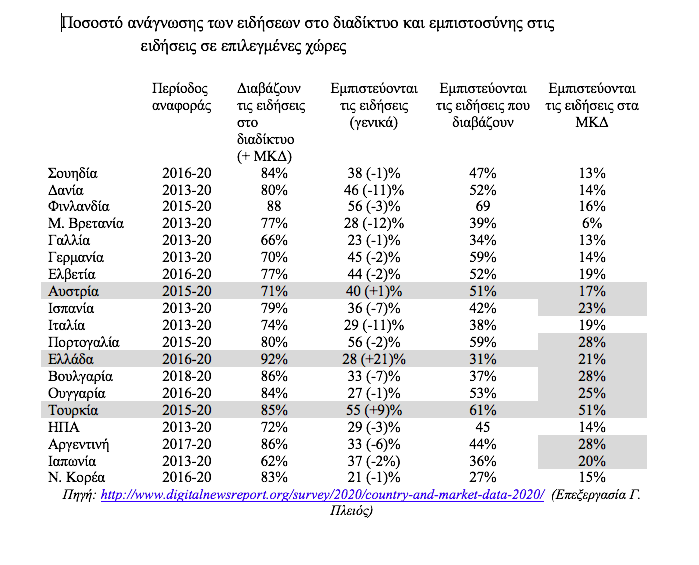 Ποσοστό ανάγνωσης των ειδήσεων στο διαδίκτυο και εμπιστοσύνης στις
ειδήσεις σε επιλεγμένες χώρες
Περίοδος Διαβάζουν Εμπιστεύονται Εμπιστεύονται Εμπιστεύονται
αναφοράς τις ειδήσεις τις ειδήσεις τις ειδήσεις που τις ειδήσεις στα
στο (γενικά) διαβάζουν ΜΚΔ
διαδίκτυο
(+ ΜΚΔ)
Σουηδία 2016-20 84% 38 (-1)% 47% 13%
Δανία 2013-20 80% 46 (-11)% 52% 14%
Φινλανδία 2015-20 88 56 (-3)% 69 16%
Μ. Βρετανία 2013-20 77% 28 (-12)% 39% 6%
Γαλλία 2013-20 66% 23 (-1)% 34% 13%
Γερμανία 2013-20 70% 45 (-2)% 59% 14%
Ελβετία 2016-20 77% 44 (-2)% 52% 19%
Αυστρία 2015-20 71% 40 (+1)% 51% 17%
Ισπανία 2013-20 79% 36 (-7)% 42% 23%
Ιταλία 2013-20 74% 29 (-11)% 38% 19%
Πορτογαλία 2015-20 80% 56 (-2)% 59% 28%
Ελλάδα 2016-20 92% 28 (+21)% 31% 21%
Βουλγαρία 2018-20 86% 33 (-7)% 37% 28%
Ουγγαρία 2016-20 84% 27 (-1)% 53% 25%
Τουρκία 2015-20 85% 55 (+9)% 61% 51%
ΗΠΑ 2013-20 72% 29 (-3)% 45 14%
Αργεντινή 2017-20 86% 33 (-6)% 44% 28%
Ιαπωνία 2013-20 62% 37 (-2%) 36% 20%
Ν. Κορέα 2016-20 83% 21 (-1)% 27% 15%
Πηγή: http://www.digitalnewsreport.org/survey/2020/country-and-market-data-2020/ (Επεξεργασία Γ.
Πλειός)